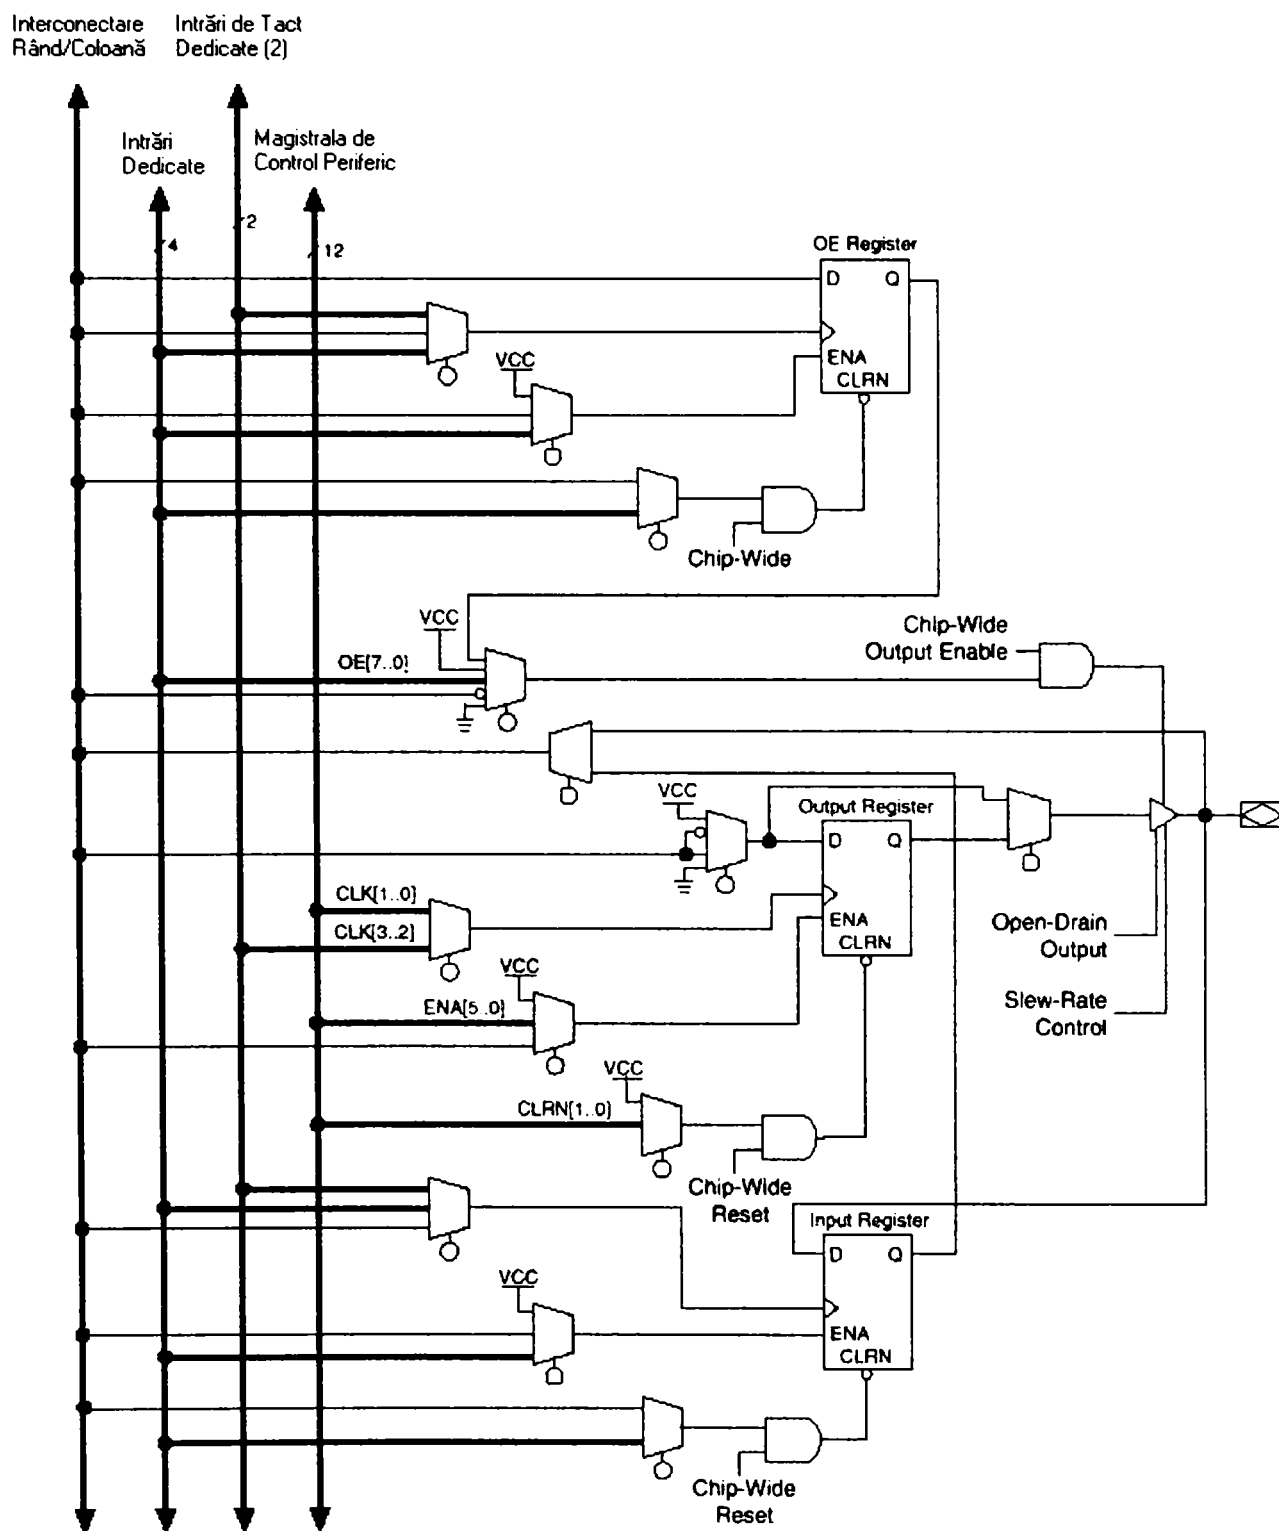 Interconectare
Rând/Coloană
Intrări de Tact
Dedicate (2)
Intrări
Dedicate
Magistrala de
Control Periferic
2
4
12
OE Register
D Q
ENA
CLRN
VCC
Chip-Wide
VCC
OE[7..0]
Chip-Wide
Output Enable
VCC
Output Register
D Q
ENA
CLRN
CLK[1..0]
CLK[3..2]
VCC
ENA[5..0]
Open-Drain
Output
Slew-Rate
Control
VCC
CLRN[1..0]
Chip-Wide
Reset
Input Register
D Q
ENA
CLRN
VCC
Chip-Wide
Reset